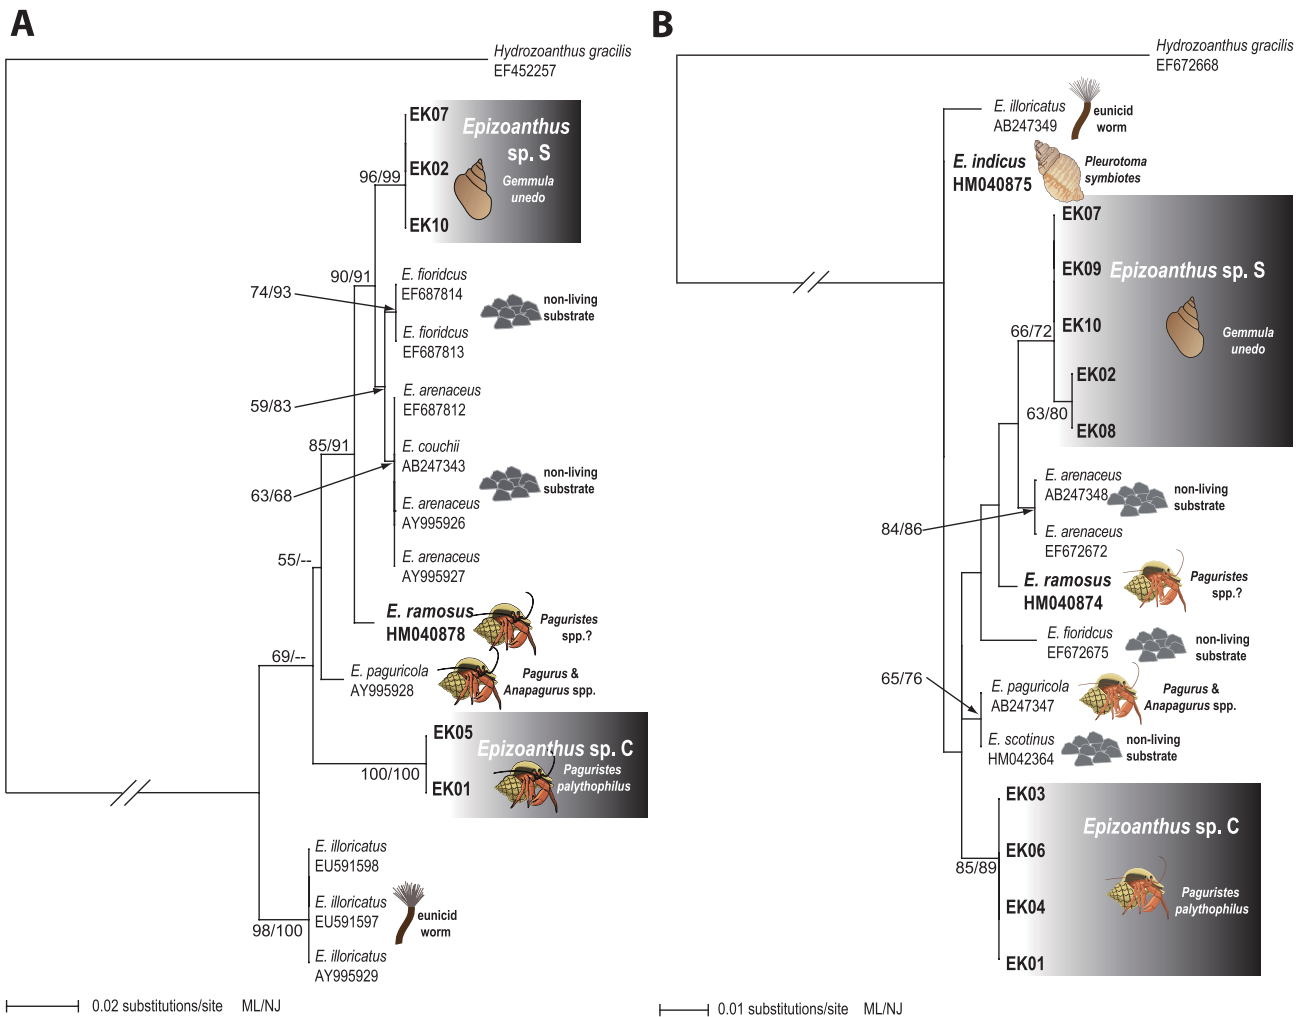 A
Hydrozoanthus gracilis
EF452257
EK07
EK02
EK10
Epizoanthus
sp. S
Gemmula
unedo
96/99
90/91
74/93
E. fioridcus
EF687814
E. fioridcus
EF687813
non-living
substrate
59/83
E. arenaceus
EF687812
85/91
E. couchii
AB247343
63/68
E. arenaceus
AY995926
E. arenaceus
AY995927
non-living
substrate
55/--
E. ramosus
HM040878
Paguristes
spp.?
69/--
E. paguricola
AY995928
Pagurus &
Anapagurus spp.
EK05
EK01
100/100
Epizoanthus sp. C
Paguristes
palythophilus
E. illoricatus
EU591598
E. illoricatus
EU591597
98/100
E. illoricatus
AY995929
eunicid
worm
0.02 substitutions/site ML/NJ
B
Hydrozoanthus gracilis
EF672668
E. illoricatus
AB247349
eunicid
worm
E. indicus
HM040875
Pleurotoma
symbiotes
EK07
EK09
EK10
EK02
EK08
Epizoanthus sp. S
Gemmula
unedo
66/72
63/80
E. arenaceus
AB247348
E. arenaceus
EF672672
non-living
substrate
84/86
E. ramosus
HM040874
Paguristes
spp.?
E. fioridcus
EF672675
non-living
substrate
65/76
E. paguricola
AB247347
Pagurus &
Anapagurus spp.
E. scotinus
HM042364
non-living
substrate
EK03
EK06
EK04
EK01
85/89
Epizoanthus sp. C
Paguristes
palythophilus
0.01 substitutions/site ML/NJ